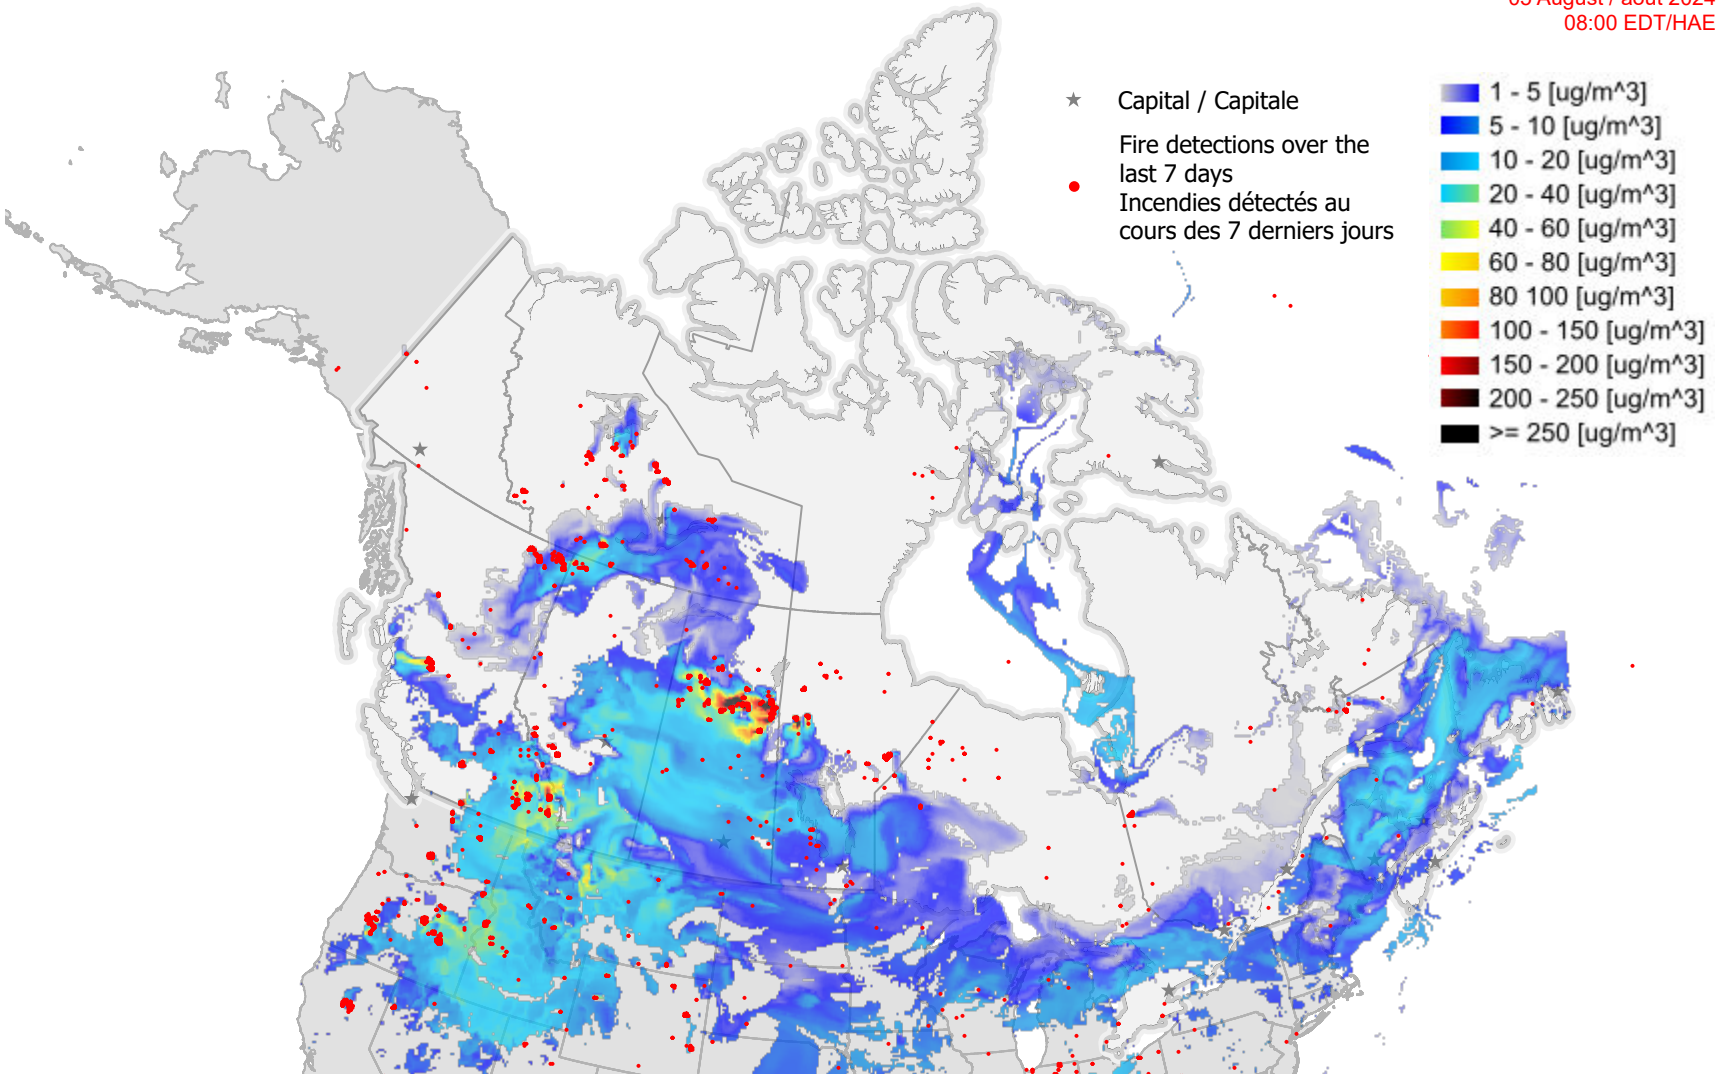 August / août 2024
08:00 EDT/HAE
Capital / Capitale
Fire detections over the
last 7 days
Incendies détectés au
cours des 7 derniers jours
1 - 5 [ug/m^3]
5 - 10 [ug/m^3]
10 - 20 [ug/m^3]
20 - 40 [ug/m^3]
40 - 60 [ug/m^3]
60 - 80 [ug/m^3]
80 100 [ug/m^3]
100 - 150 [ug/m^3]
150 - 200 [ug/m^3]
200 - 250 [ug/m^3]
>= 250 [ug/m^3]